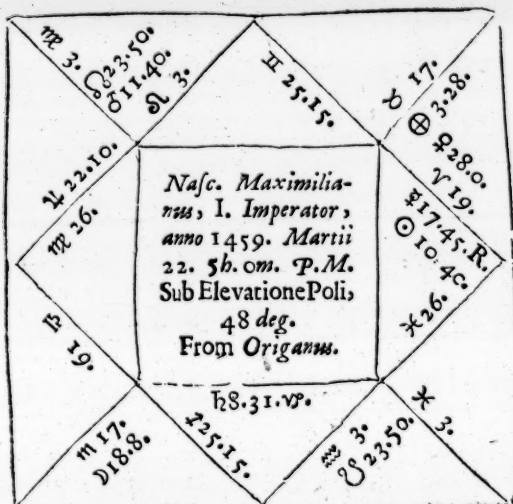 ♍ 3.
☊23.50.
♂11.40.
♌ 3.
♊ 25.15.
♉ 17.
⊕ 3.28.
♀28.0.
♈ 19.
☿17.45.R.
☉ 10.40.
♓26.
♃ 22.10.
♍ 26.
Naſc. Maximilia-
nus, I. Imperator,
anno 1459. Martii
22. 5h. 0m. P.M.
Sub Elevatione Poli,
48 deg.
From Origanus.
♎ 19.
♏ 17.
☽18.8.
♐25.15.
♄8.31.♑.
♒ 3.
☋ 23.50.
♓ 3.